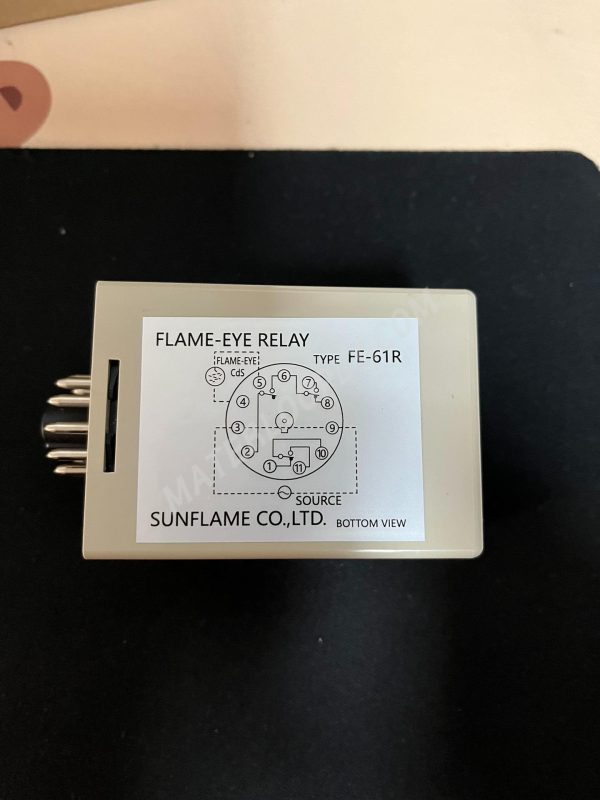 FLAME-EYE RELAY
TYPE FE-61R
FLAME-EYE
CdS
⑤ ⑥ ⑦
④ ⑧
③ ⑨
② ⑩
① ⑪
SOURCE
SUNFLAME CO.,LTD. BOTTOM VIEW